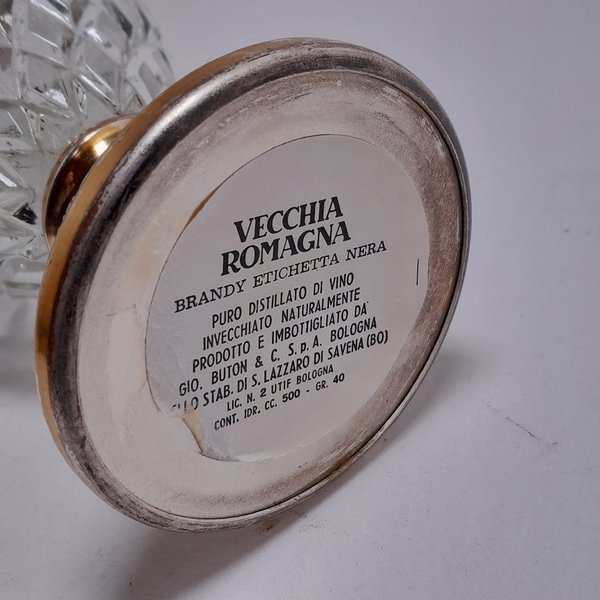 VECCHIA
ROMAGNA
BRANDY ETICHETTA NERA
PURO DISTILLATO DI VINO
INVECCHIATO NATURALMENTE
PRODOTTO E IMBOTTIGLIATO DA'
GIO. BUTON & C. S.p.A. BOLOGNA
STAB. DI S. LAZZARO DI SAVENA (BO)
LIC. N. 2 UTIF BOLOGNA
CONT. IDR. CC. 500 - GR. 40